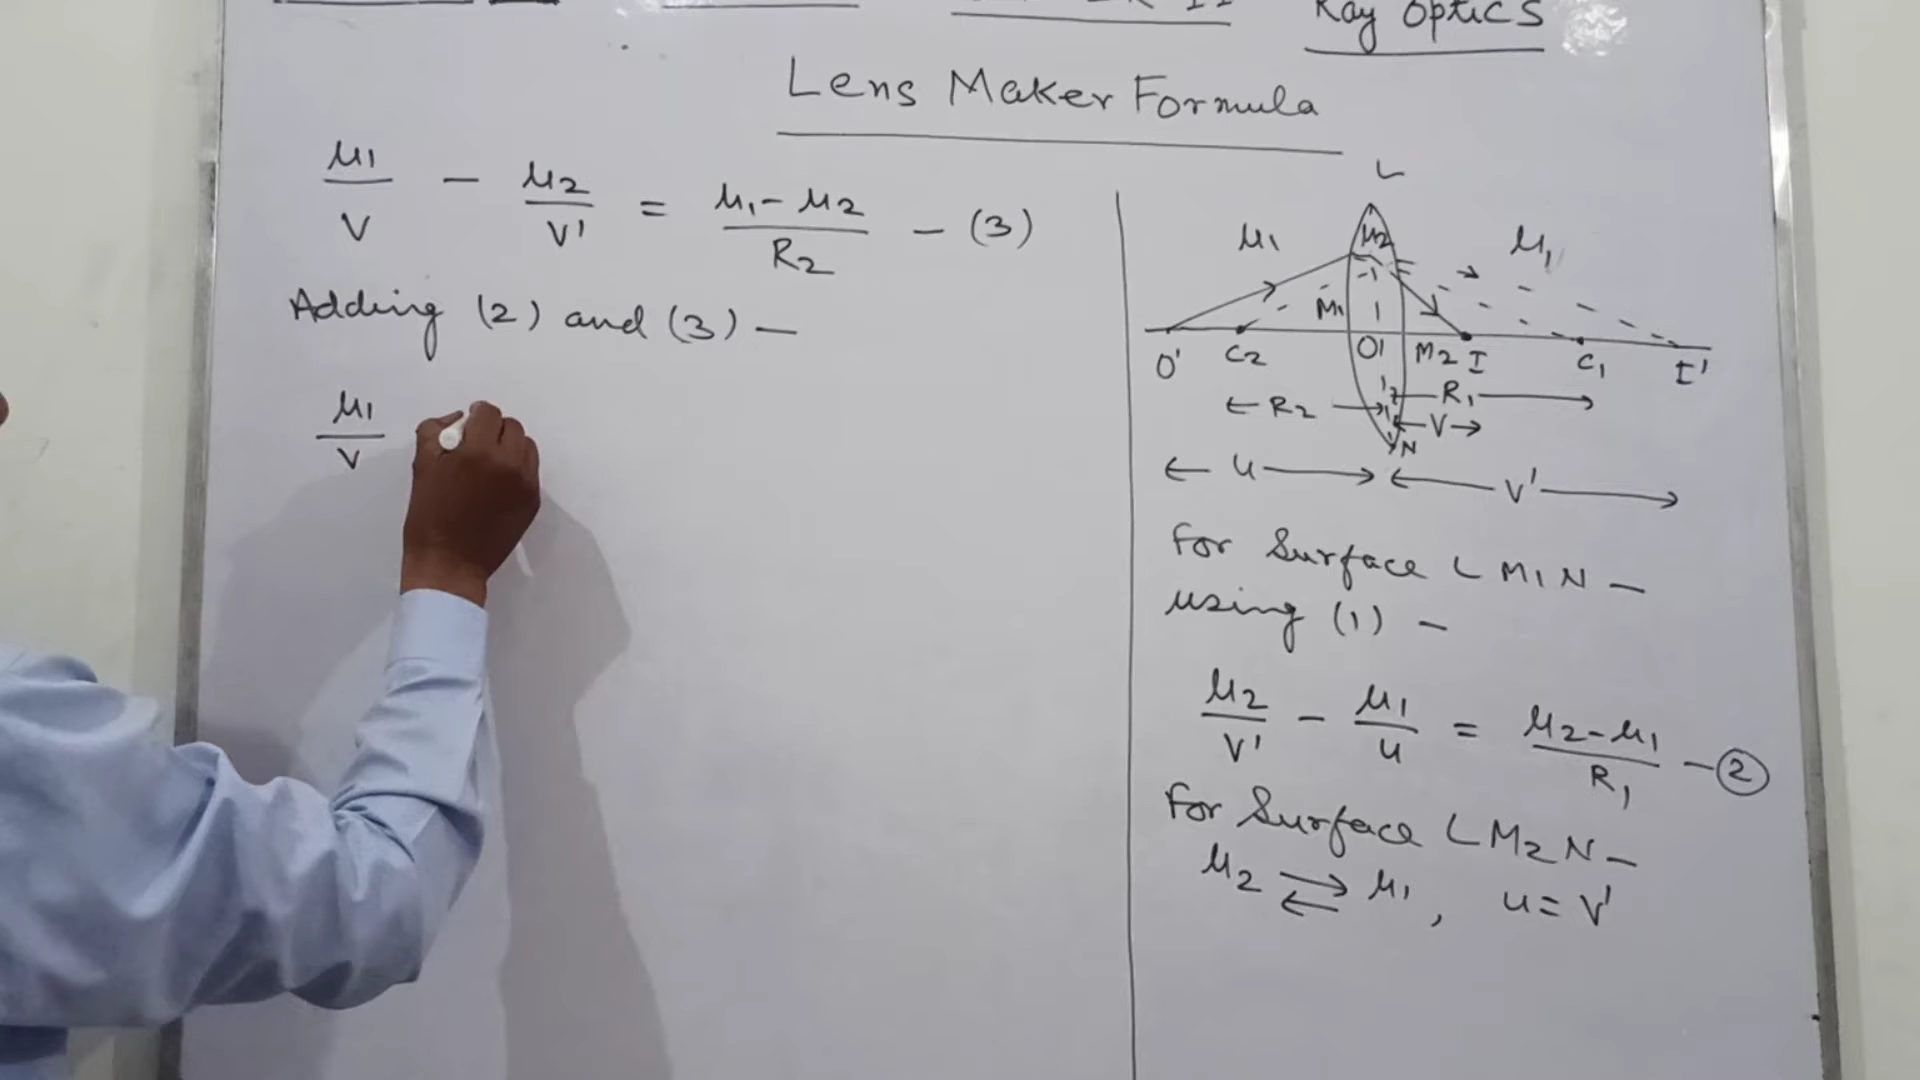 Ray Optics
Lens Maker Formula
μ1/v - μ2/v' = μ1-μ2/R2 - (3)
Adding (2) and (3) -
μ1/v
L
μ1 μ2 μ1
M1
O' C2 O M2 I C1 I'
R2 R1
v
N
u v'
For Surface L M1 N -
using (1) -
μ2/v' - μ1/u = μ2-μ1/R1 - (2)
For Surface L M2 N -
μ2 ⇌ μ1, u = v'